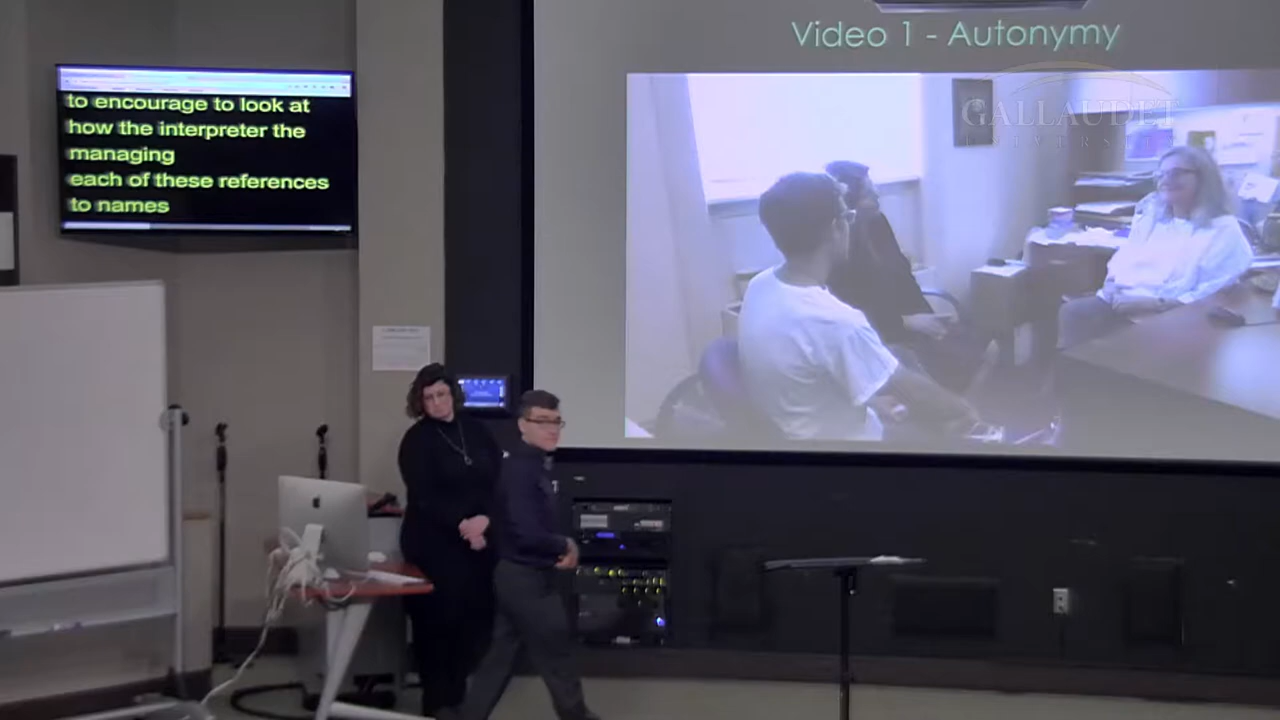 to encourage to look at
how the interpreter the
managing
each of these references
to names
Video 1 - Autonymy
GALLAUDET
UNIVERSITY